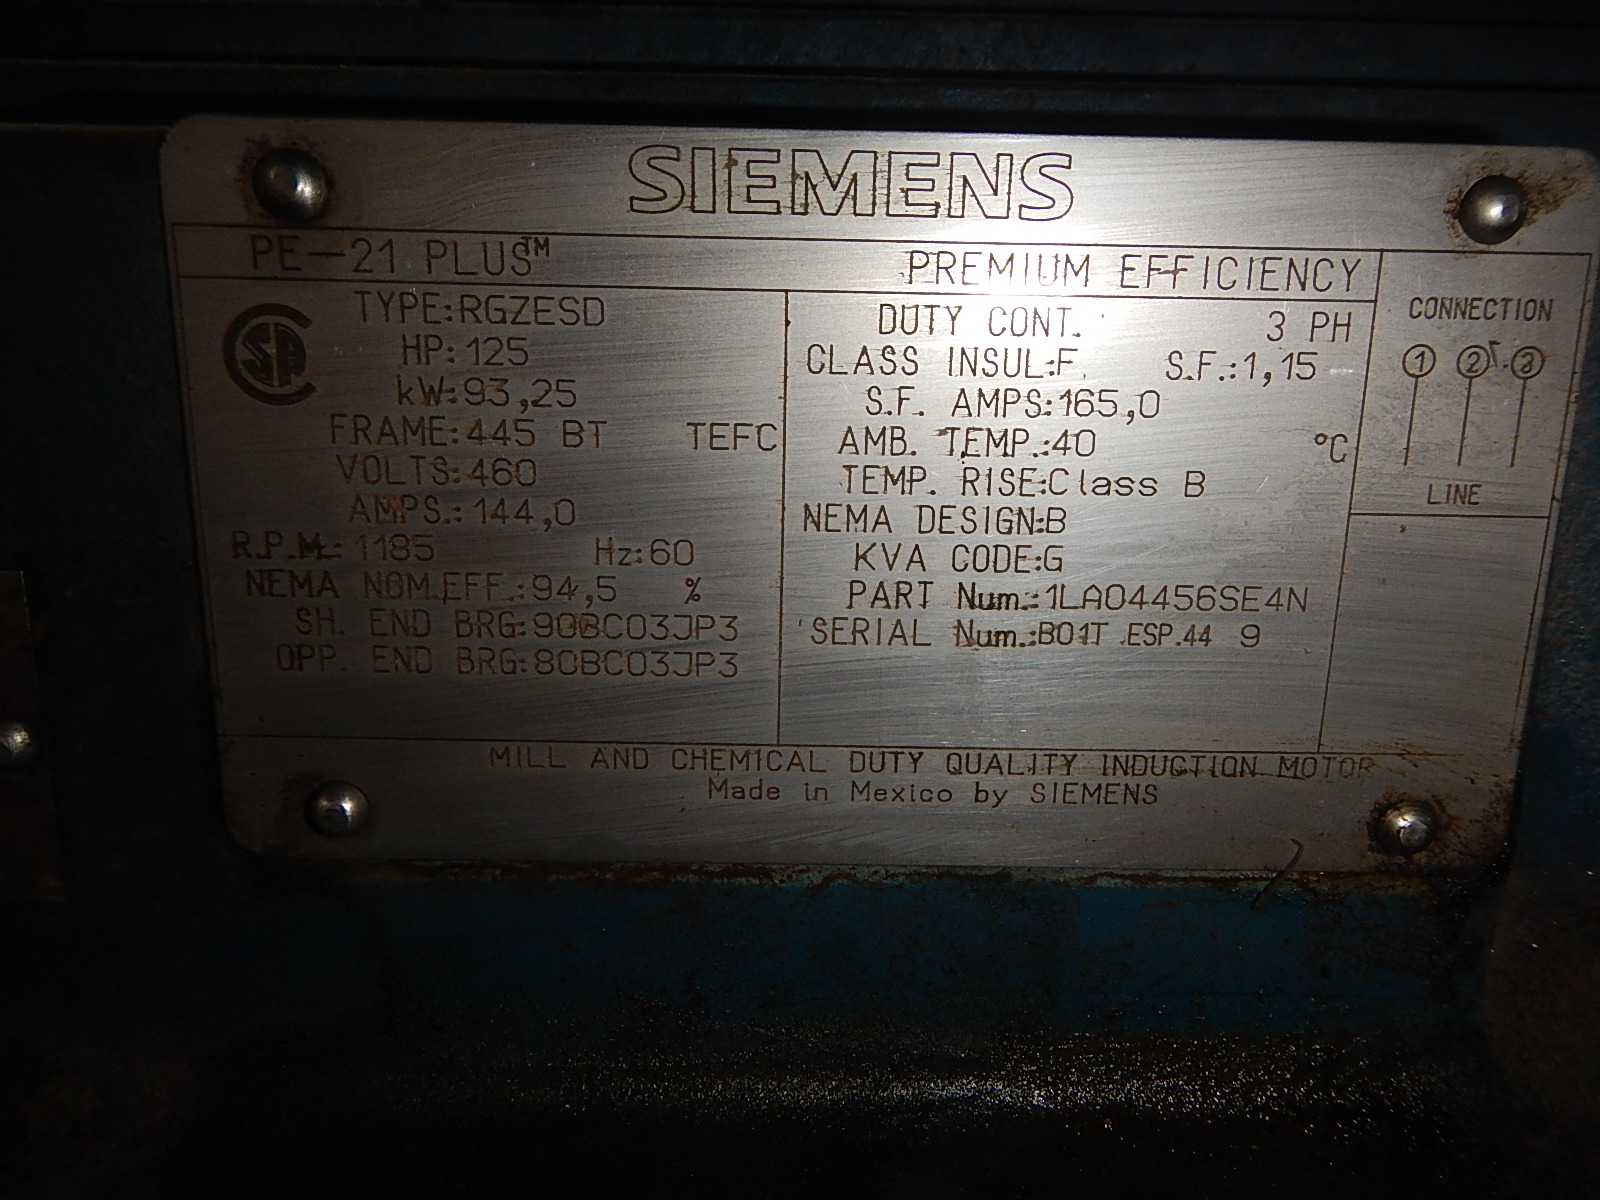 SIEMENS
PE-21 PLUS™
PREMIUM EFFICIENCY
SP
TYPE:RGZESD
HP:125
kW:93,25
FRAME:445 BT TEFC
VOLTS:460
AMPS.:144,0
R.P.M.:1185 Hz:60
NEMA NOM.EFF.:94,5 %
SH. END BRG:90BC03JP3
OPP. END BRG:80BC03JP3
DUTY CONT. 3 PH
CLASS INSUL:F. S.F.:1,15
S.F. AMPS:165,0
AMB. TEMP.:40 °C
TEMP. RISE:Class B
NEMA DESIGN:B
KVA CODE:G
PART Num.:1LA04456SE4N
SERIAL Num.:B01T .ESP.44 9
CONNECTION
1 2 3
LINE
MILL AND CHEMICAL DUTY QUALITY INDUCTION MOTOR
Made in Mexico by SIEMENS